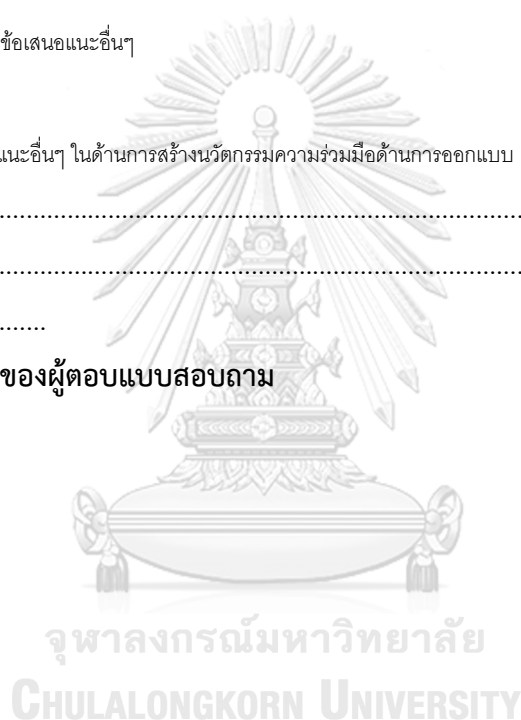 ข้อเสนอแนะอื่นๆ
แนะอื่นๆ ในด้านการสร้างนวัตกรรมความร่วมมือด้านการออกแบบ
................................................................................
................................................................................
.......
ของผู้ตอบแบบสอบถาม
จุฬาลงกรณ์มหาวิทยาลัย
CHULALONGKORN UNIVERSITY